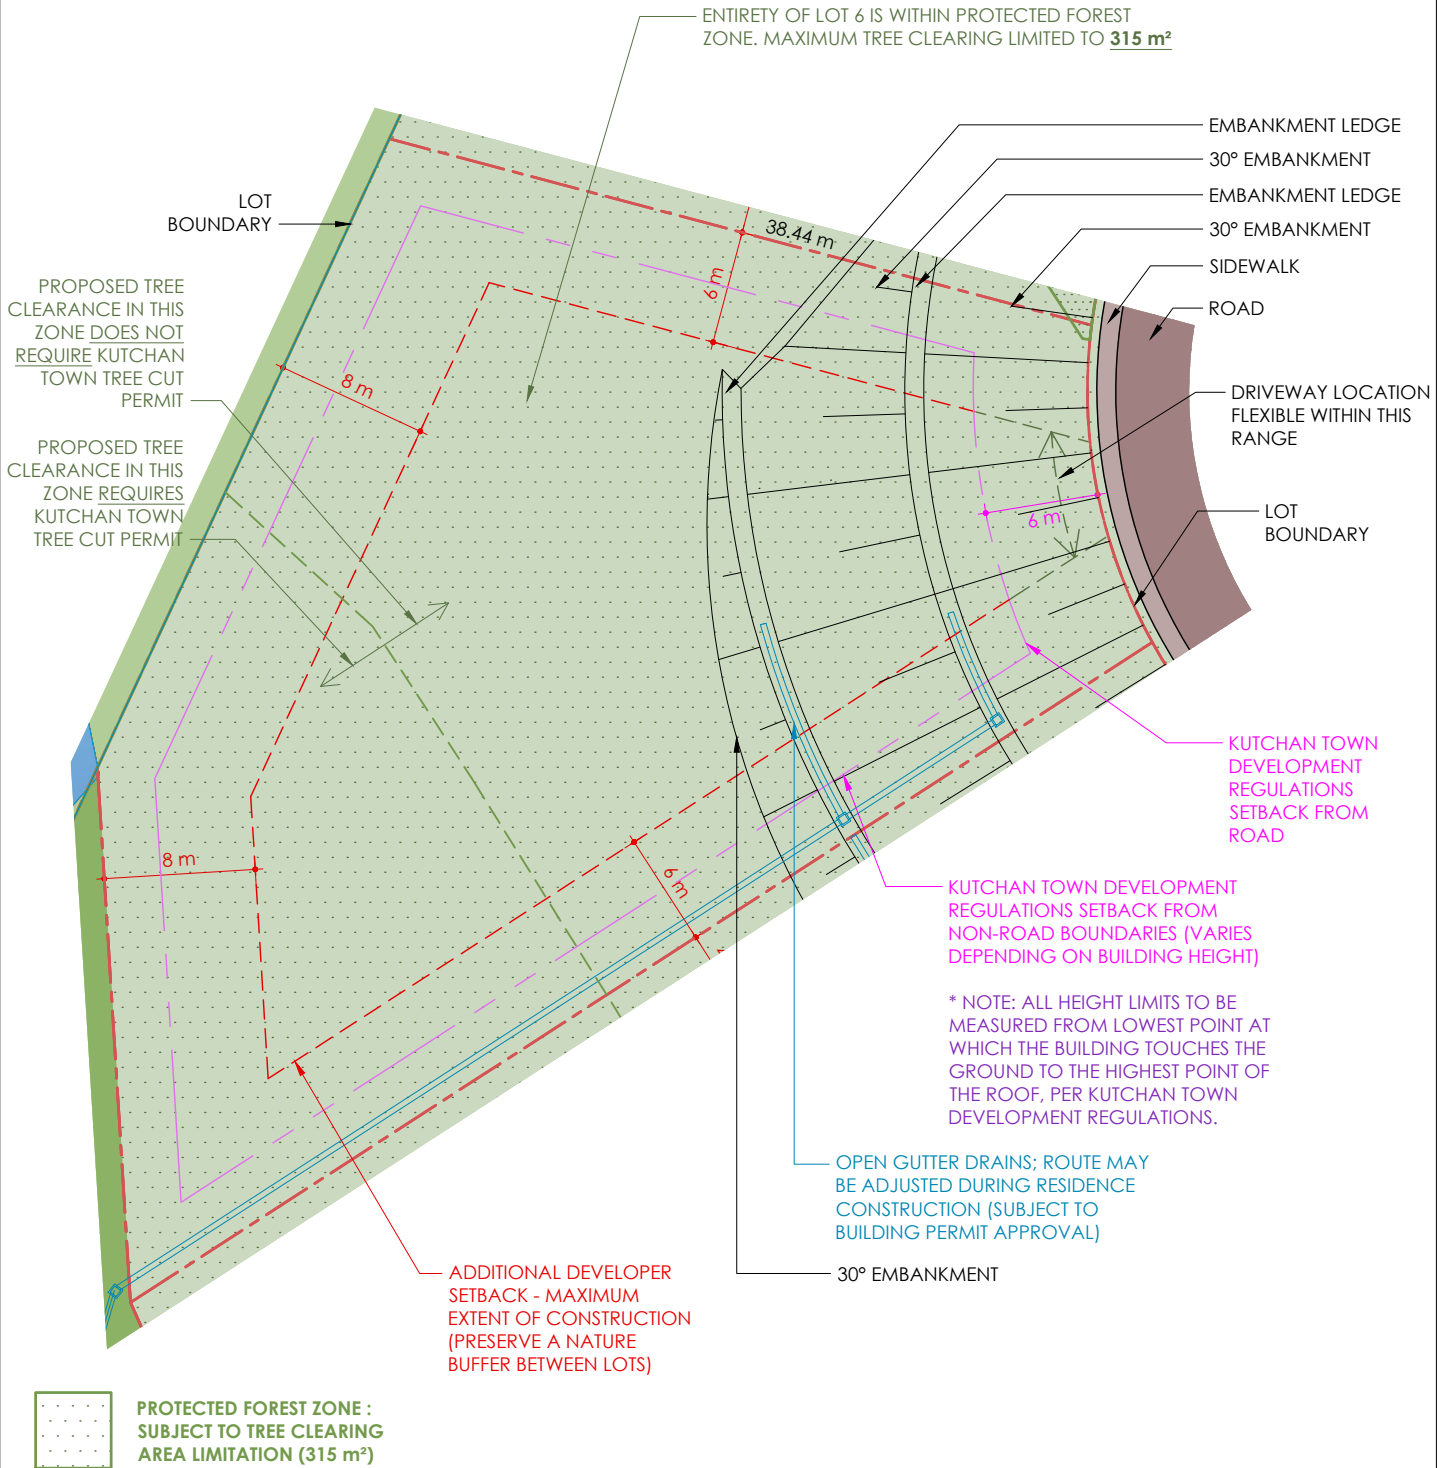 ENTIRETY OF LOT 6 IS WITHIN PROTECTED FOREST
ZONE. MAXIMUM TREE CLEARING LIMITED TO 315 m²
EMBANKMENT LEDGE
30° EMBANKMENT
EMBANKMENT LEDGE
30° EMBANKMENT
SIDEWALK
ROAD
LOT
BOUNDARY
38.44 m
6 m
PROPOSED TREE
CLEARANCE IN THIS
ZONE DOES NOT
REQUIRE KUTCHAN
TOWN TREE CUT
PERMIT
8 m
DRIVEWAY LOCATION
FLEXIBLE WITHIN THIS
RANGE
PROPOSED TREE
CLEARANCE IN THIS
ZONE REQUIRES
KUTCHAN TOWN
TREE CUT PERMIT
6 m
LOT
BOUNDARY
KUTCHAN TOWN
DEVELOPMENT
REGULATIONS
SETBACK FROM
ROAD
8 m
6 m
KUTCHAN TOWN DEVELOPMENT
REGULATIONS SETBACK FROM
NON-ROAD BOUNDARIES (VARIES
DEPENDING ON BUILDING HEIGHT)
* NOTE: ALL HEIGHT LIMITS TO BE
MEASURED FROM LOWEST POINT AT
WHICH THE BUILDING TOUCHES THE
GROUND TO THE HIGHEST POINT OF
THE ROOF, PER KUTCHAN TOWN
DEVELOPMENT REGULATIONS.
OPEN GUTTER DRAINS; ROUTE MAY
BE ADJUSTED DURING RESIDENCE
CONSTRUCTION (SUBJECT TO
BUILDING PERMIT APPROVAL)
30° EMBANKMENT
ADDITIONAL DEVELOPER
SETBACK - MAXIMUM
EXTENT OF CONSTRUCTION
(PRESERVE A NATURE
BUFFER BETWEEN LOTS)
PROTECTED FOREST ZONE :
SUBJECT TO TREE CLEARING
AREA LIMITATION (315 m²)